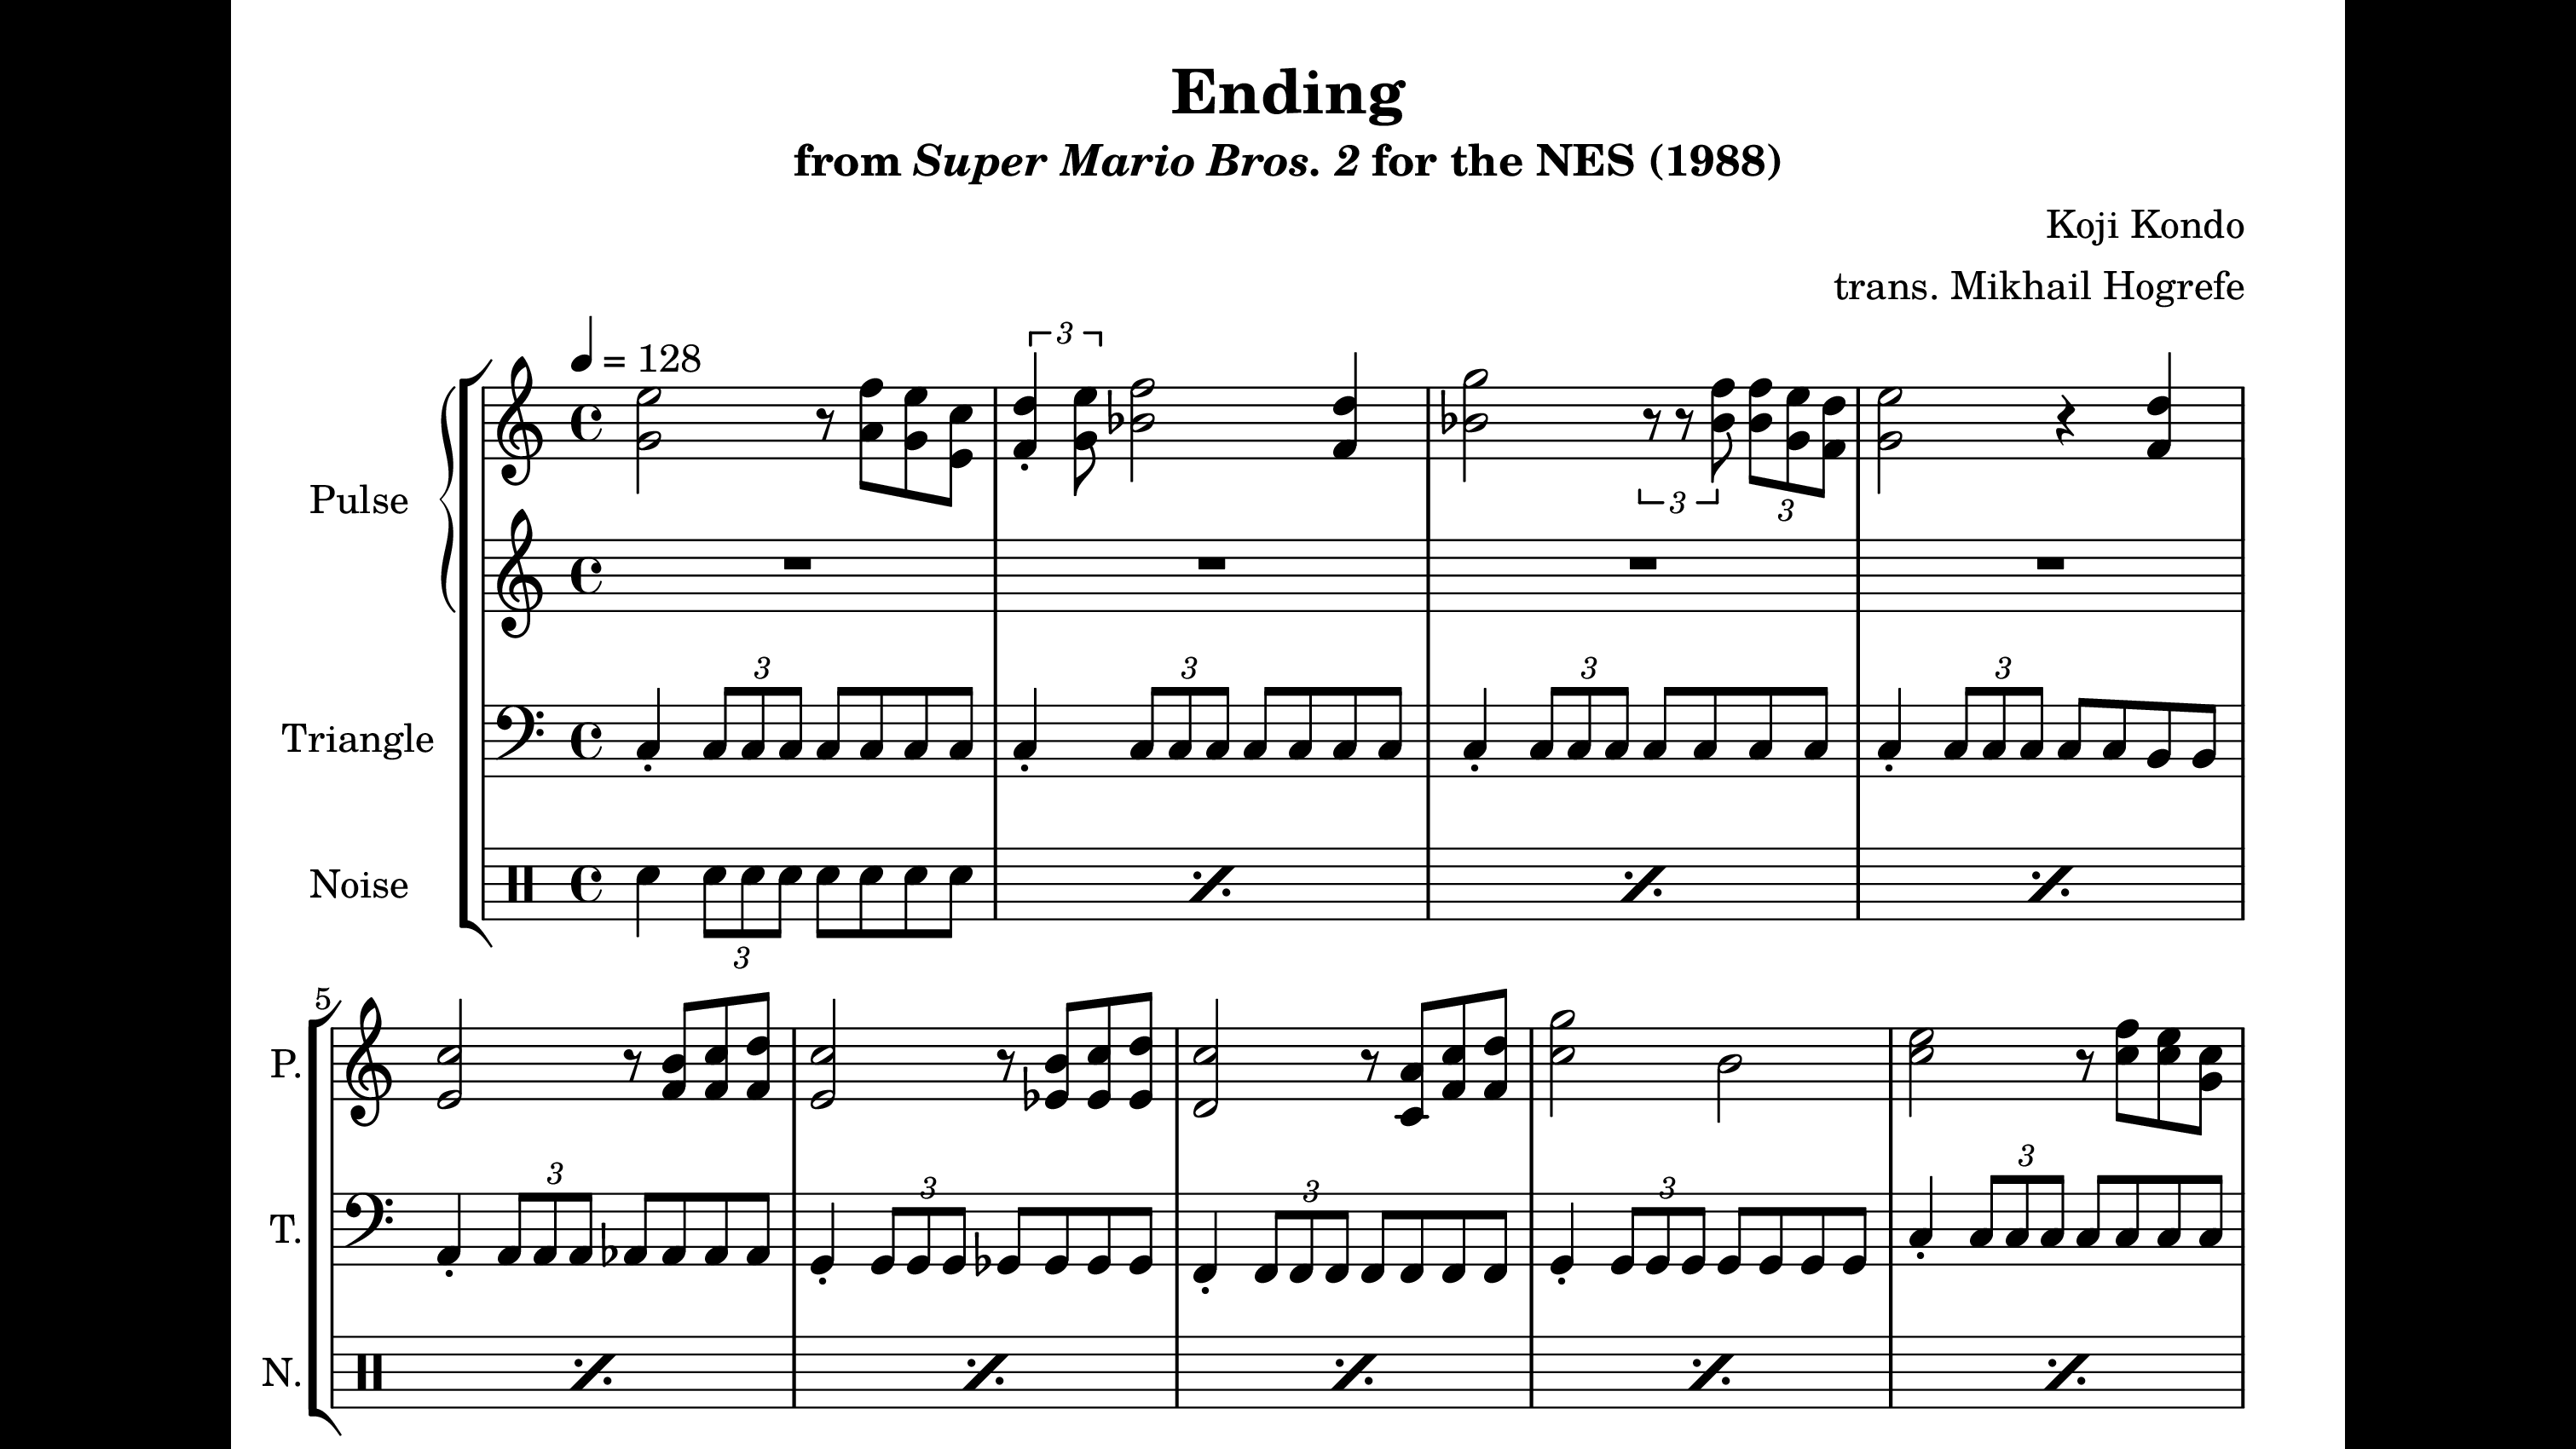 Ending
from Super Mario Bros. 2 for the NES (1988)
Koji Kondo
trans. Mikhail Hogrefe
= 128
3
3
3
Pulse
3
3
3
3
Triangle
Noise
3
5
P.
3
3
3
3
3
T.
N.